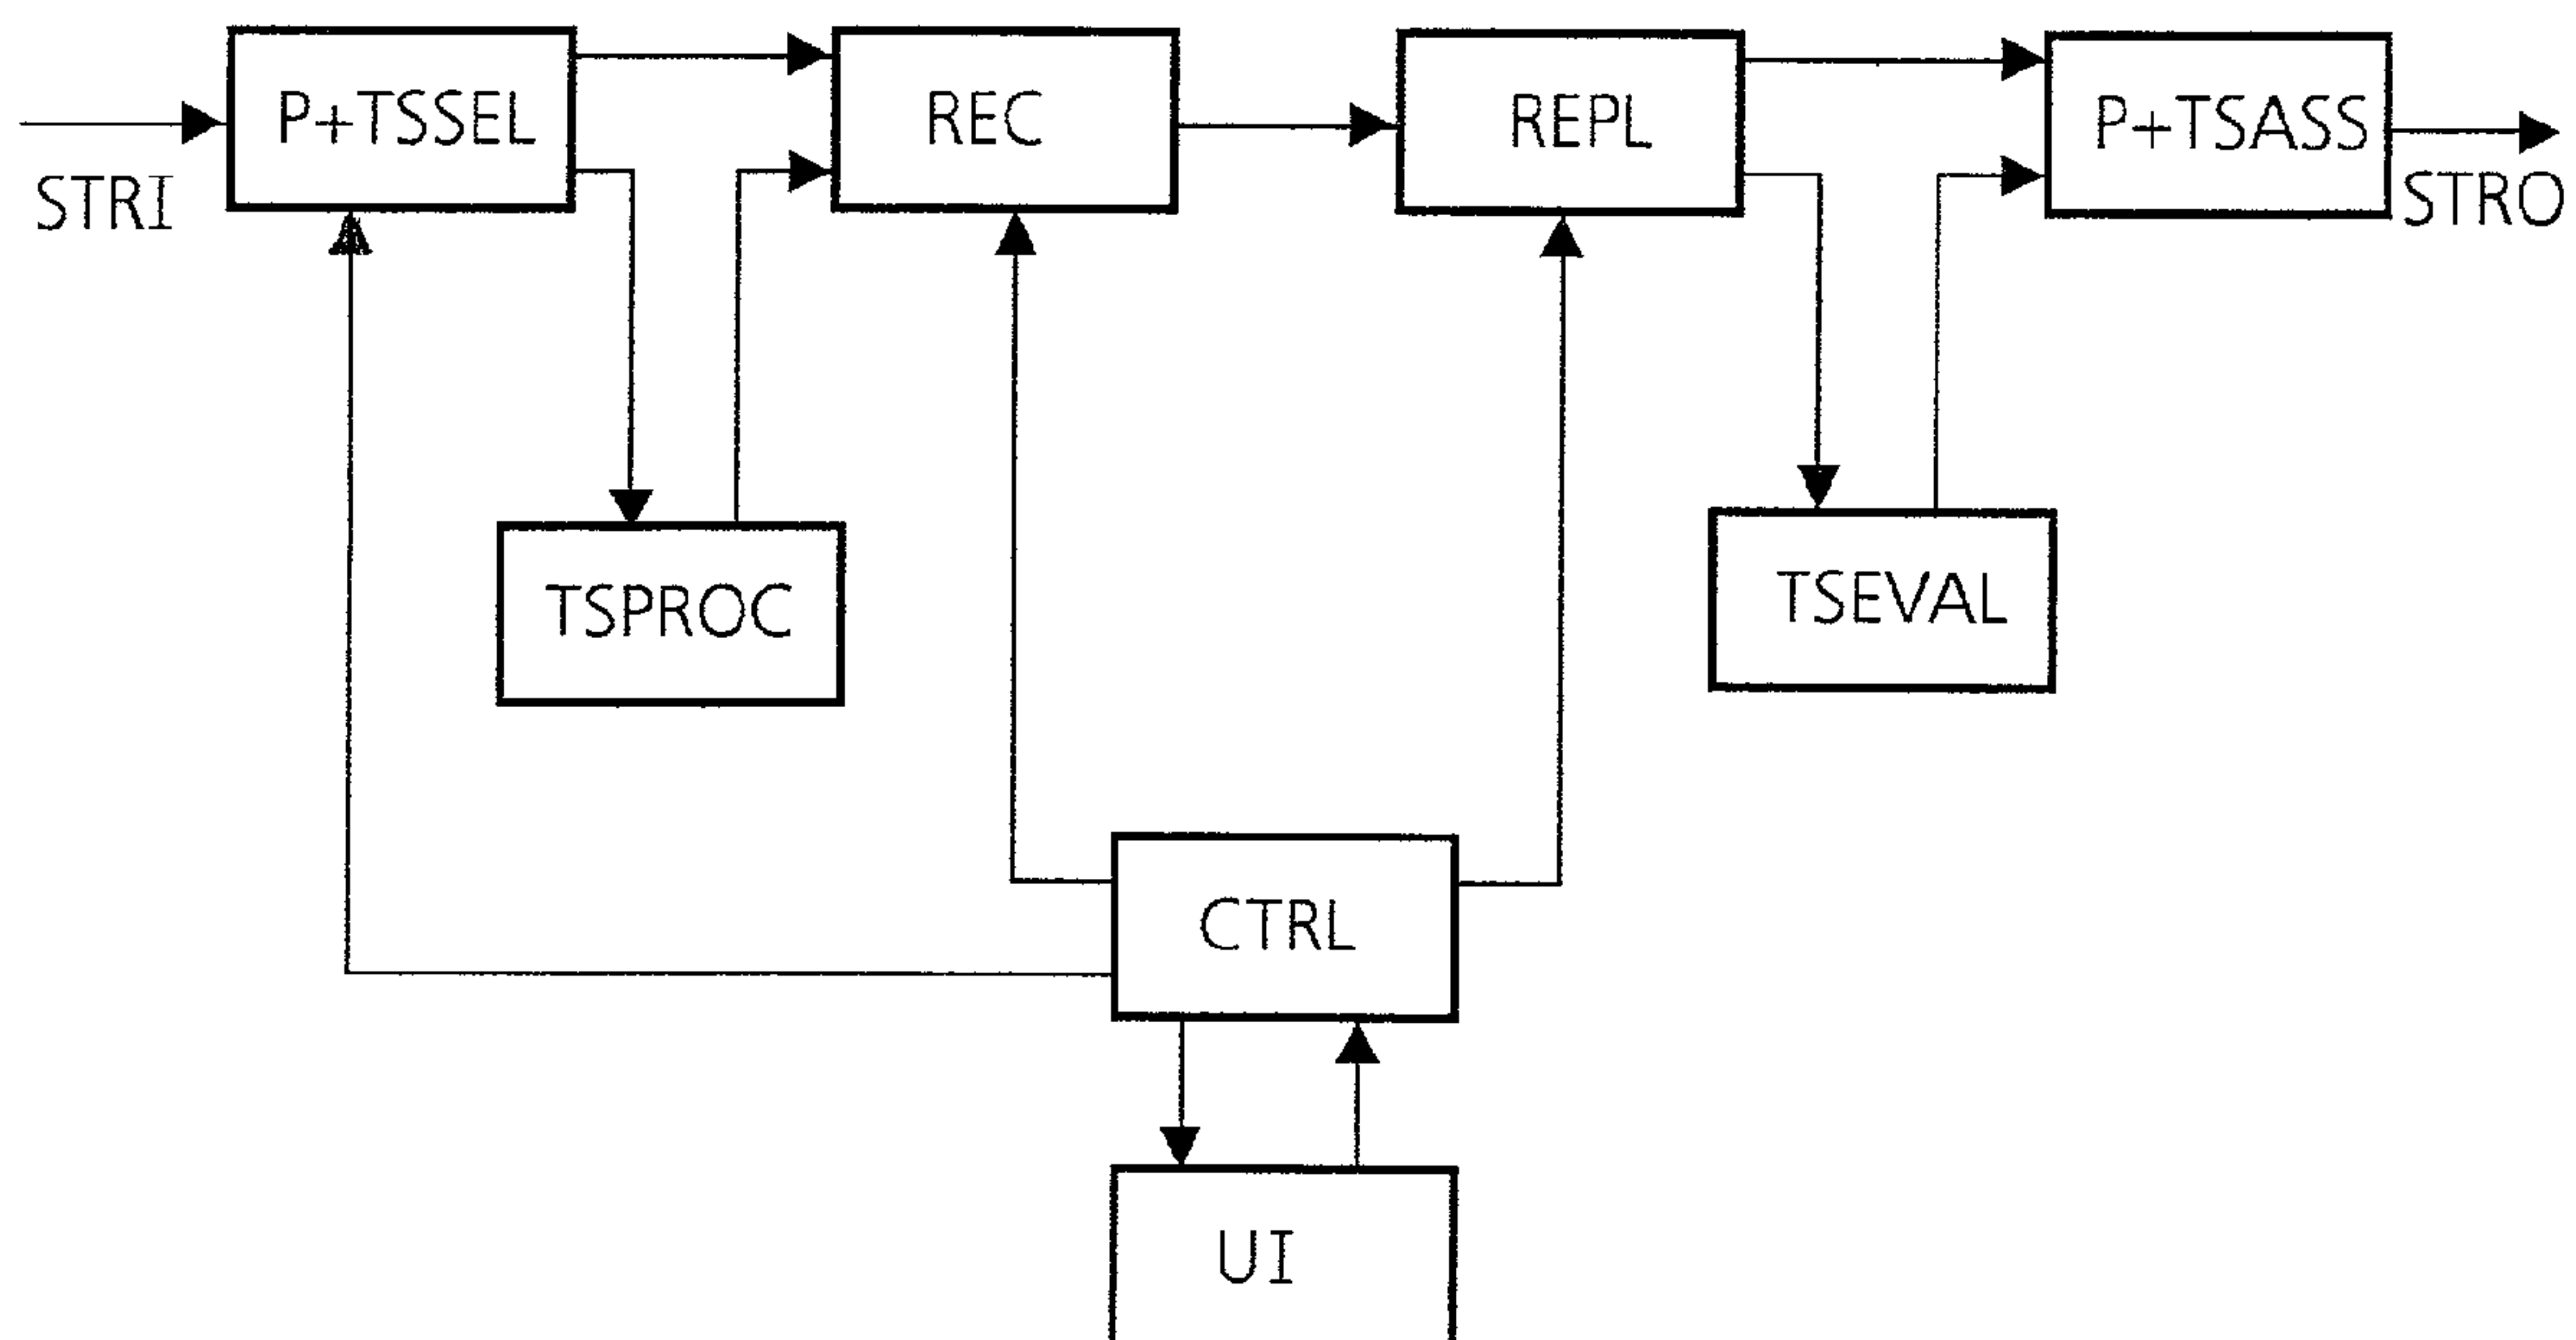 P+TSSEL
REC
REPL
P+TSASS
STRI
STRO
TSPROC
TSEVAL
CTRL
UI